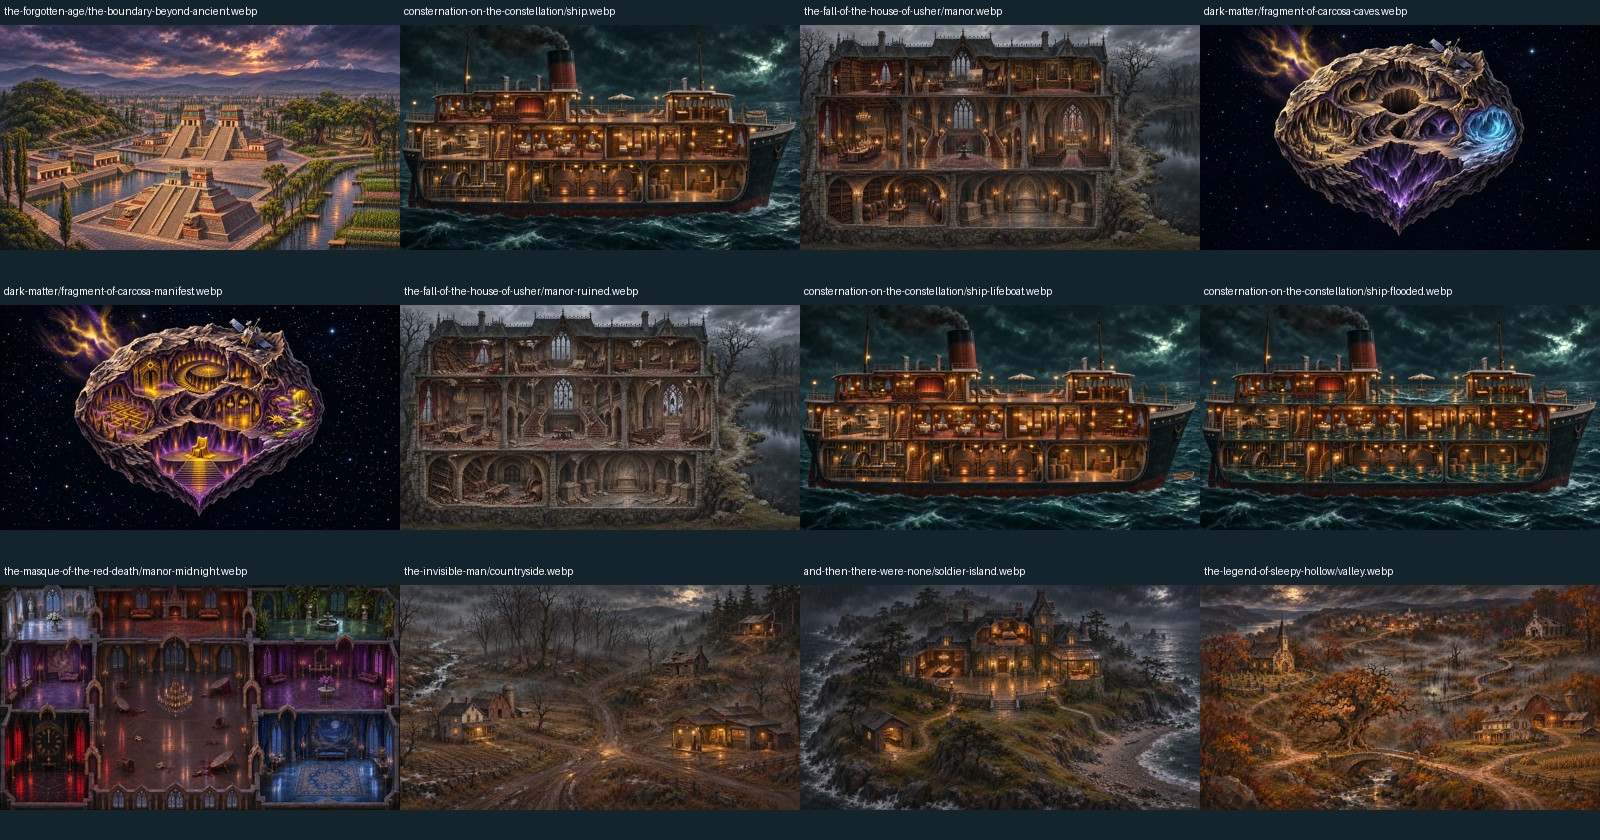 the-forgotten-age/the-boundary-beyond-ancient.webp
consternation-on-the-constellation/ship.webp
the-fall-of-the-house-of-usher/manor.webp
dark-matter/fragment-of-carcosa-caves.webp
dark-matter/fragment-of-carcosa-manifest.webp
the-fall-of-the-house-of-usher/manor-ruined.webp
consternation-on-the-constellation/ship-lifeboat.webp
consternation-on-the-constellation/ship-flooded.webp
the-masque-of-the-red-death/manor-midnight.webp
the-invisible-man/countryside.webp
and-then-there-were-none/soldier-island.webp
the-legend-of-sleepy-hollow/valley.webp